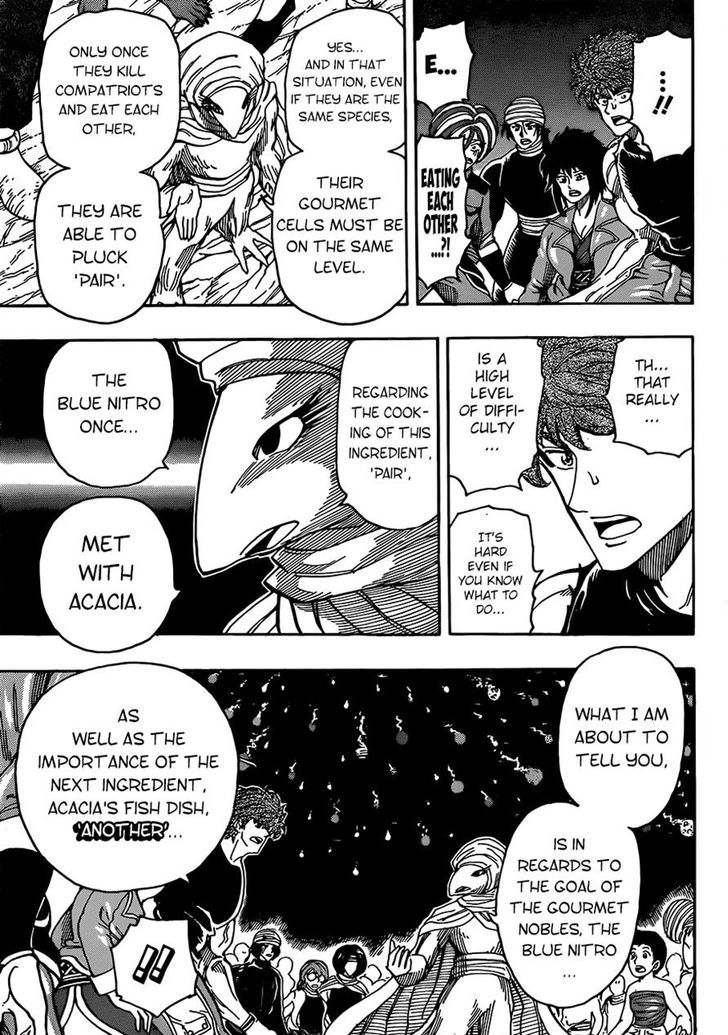 ...!!
E...
EATING
EACH
OTHER
....?!
YES...
AND IN THAT
SITUATION, EVEN
IF THEY ARE THE
SAME SPECIES,
THEIR
GOURMET
CELLS MUST BE
ON THE SAME
LEVEL.
ONLY ONCE
THEY KILL
COMPATRIOTS
AND EAT EACH
OTHER,
THEY ARE
ABLE TO
PLUCK
'PAIR'.
TH...
THAT
REALLY
...
IS A
HIGH
LEVEL
OF DIFFI-
CULTY
...
IT'S
HARD
EVEN IF
YOU KNOW
WHAT TO
DO...
REGARDING
THE COOK-
ING OF THIS
INGREDIENT,
'PAIR',
THE
BLUE NITRO
ONCE...
MET
WITH
ACACIA.
WHAT I AM
ABOUT TO
TELL YOU,
IS IN
REGARDS TO
THE GOAL OF
THE GOURMET
NOBLES, THE
BLUE NITRO
...
AS
WELL AS THE
IMPORTANCE OF THE
NEXT INGREDIENT,
ACACIA'S FISH DISH,
'ANOTHER'...
!!